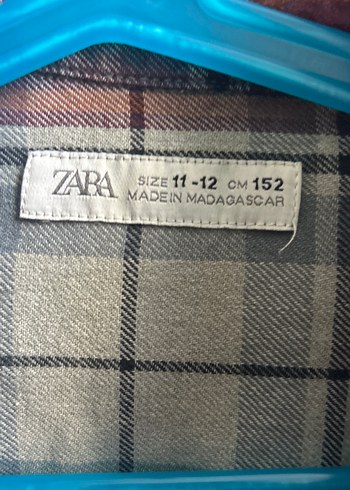 ZARA SIZE 11-12 CM 152
MADE IN MADAGASCAR